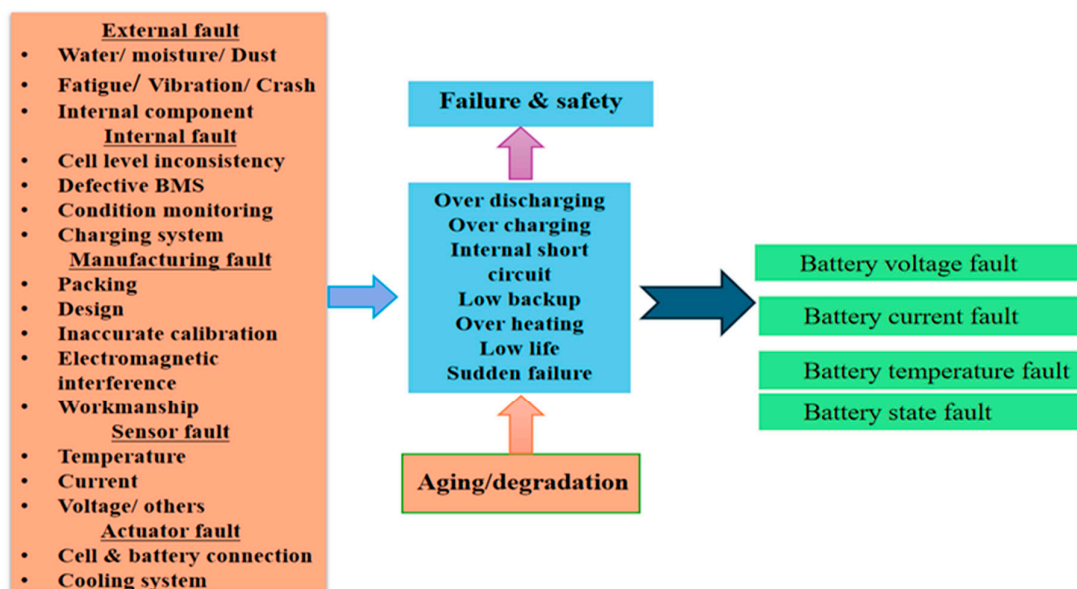 External fault
• Water/ moisture/ Dust
• Fatigue/ Vibration/ Crash
• Internal component
Internal fault
• Cell level inconsistency
• Defective BMS
• Condition monitoring
• Charging system
Manufacturing fault
• Packing
• Design
• Inaccurate calibration
• Electromagnetic
interference
• Workmanship
Sensor fault
• Temperature
• Current
• Voltage/ others
Actuator fault
• Cell & battery connection
• Cooling system
Failure & safety
Over discharging
Over charging
Internal short
circuit
Low backup
Over heating
Low life
Sudden failure
Aging/degradation
Battery voltage fault
Battery current fault
Battery temperature fault
Battery state fault